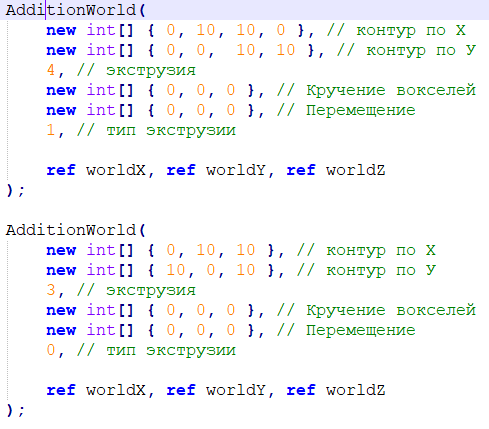 AdditionWorld(
    new int[] { 0, 10, 10, 0 }, // контур по X
    new int[] { 0, 0,  10, 10 }, // контур по У
    4, // экструзия
    new int[] { 0, 0, 0 }, // Кручение вокселей
    new int[] { 0, 0, 0 }, // Перемещение
    1, // тип экструзии

    ref worldX, ref worldY, ref worldZ
);

AdditionWorld(
    new int[] { 0, 10, 10 }, // контур по X
    new int[] { 10, 0, 10 }, // контур по У
    3, // экструзия
    new int[] { 0, 0, 0 }, // Кручение вокселей
    new int[] { 0, 0, 0 }, // Перемещение
    0, // тип экструзии

    ref worldX, ref worldY, ref worldZ
);